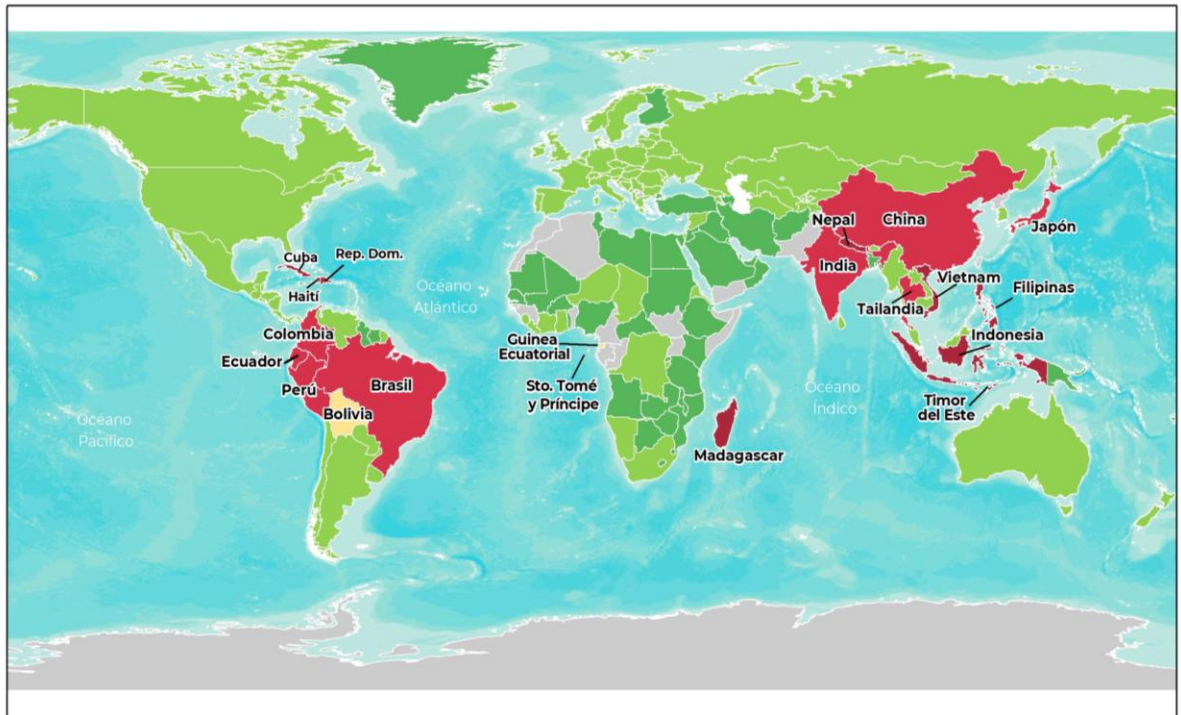 Cuba
Rep. Dom.
Haití
Océano
Atlántico
Colombia
Ecuador
Perú
Brasil
Bolivia
Océano
Pacífico
Guinea
Ecuatorial
Sto. Tomé
y Príncipe
Océano
Índico
Madagascar
Nepal
China
India
Japón
Vietnam
Filipinas
Tailandia
Indonesia
Timor
del Este